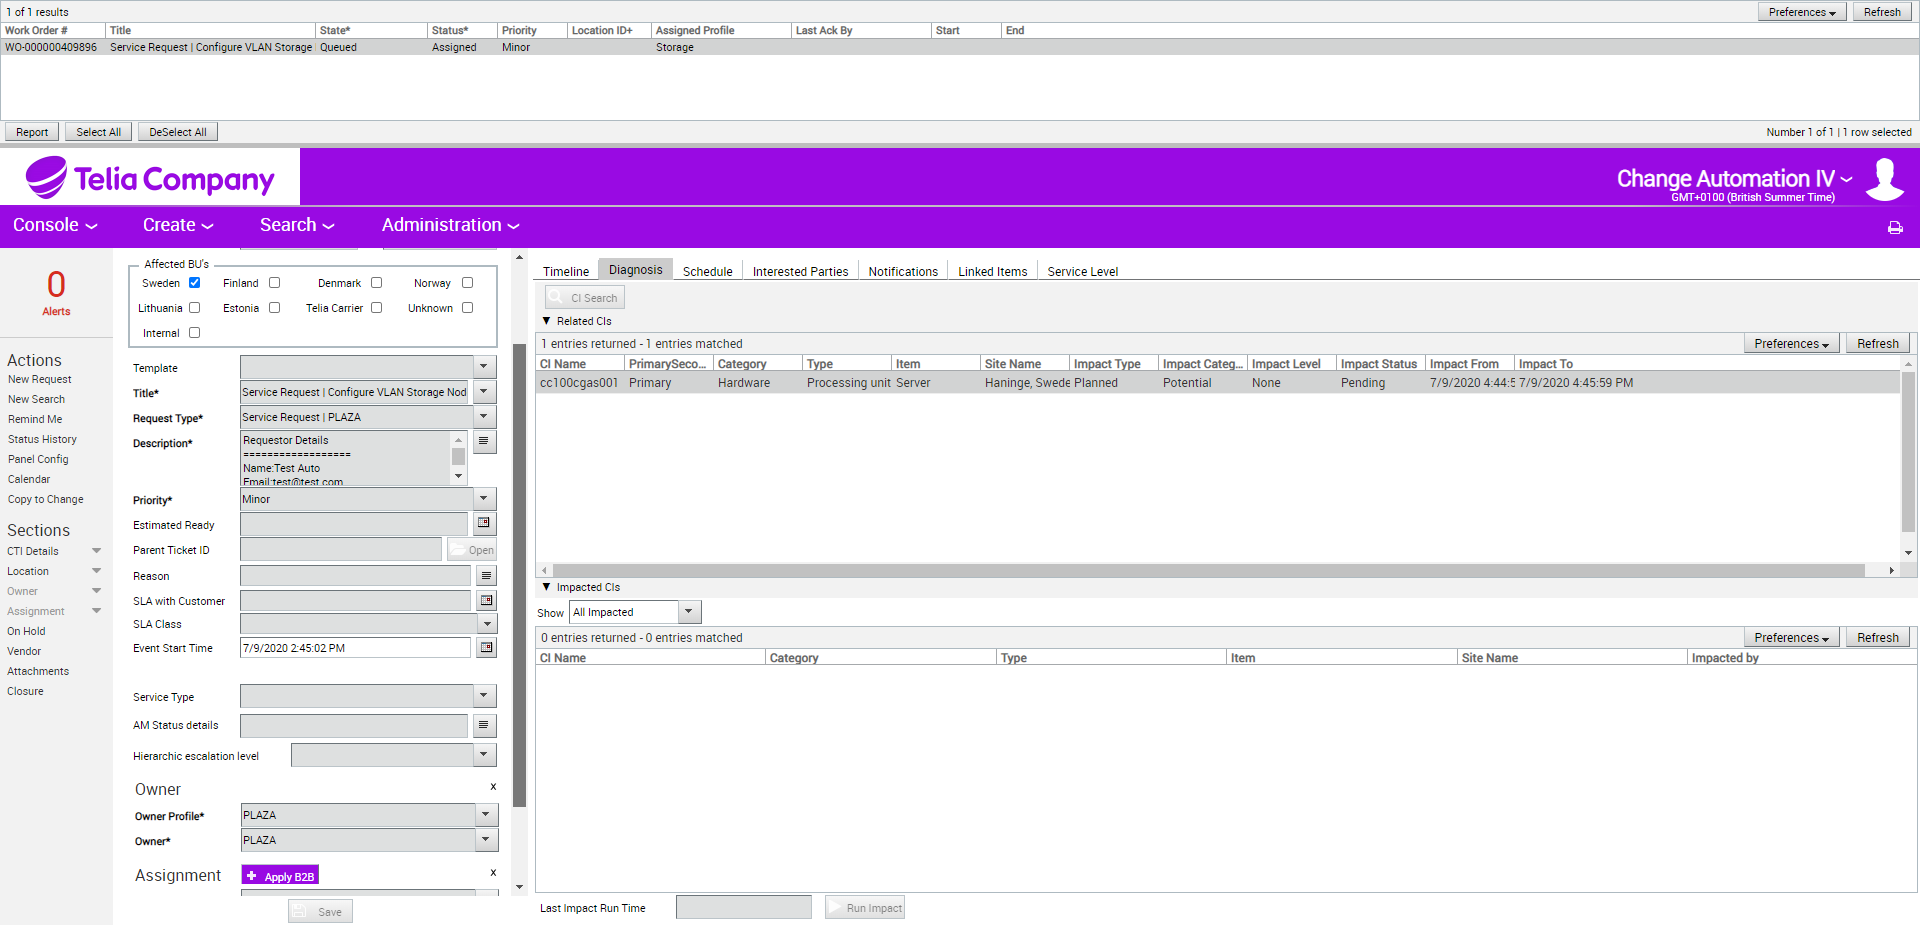 1 of 1 results
Preferences Refresh
Work Order # Title State* Status* Priority Location ID+ Assigned Profile Last Ack By Start End
WO-000000409896 Service Request | Configure VLAN Storage Queued Assigned Minor Storage
Report Select All DeSelect All Number 1 of 1 | 1 row selected
Telia Company
Change Automation IV
GMT+0100 (British Summer Time)
Console Create Search Administration
0
Alerts
Actions
New Request
New Search
Remind Me
Status History
Panel Config
Calendar
Copy to Change
Sections
CTI Details
Location
Owner
Assignment
On Hold
Vendor
Attachments
Closure
Affected BU's
Sweden Finland Denmark Norway
Lithuania Estonia Telia Carrier Unknown
Internal
Template
Title* Service Request | Configure VLAN Storage Nod
Request Type* Service Request | PLAZA
Description* Requestor Details
==================
Name:Test Auto
Email:test@test.com
Priority* Minor
Estimated Ready
Parent Ticket ID Open
Reason
SLA with Customer
SLA Class
Event Start Time 7/9/2020 2:45:02 PM
Service Type
AM Status details
Hierarchic escalation level
Owner x
Owner Profile* PLAZA
Owner* PLAZA
Assignment + Apply B2B x
Save
Timeline Diagnosis Schedule Interested Parties Notifications Linked Items Service Level
CI Search
Related CIs
1 entries returned - 1 entries matched Preferences Refresh
CI Name PrimarySeco... Category Type Item Site Name Impact Type Impact Categ... Impact Level Impact Status Impact From Impact To
cc100cgas001 Primary Hardware Processing unit Server Haninge, Swede Planned Potential None Pending 7/9/2020 4:44:5 7/9/2020 4:45:59 PM
Impacted CIs
Show All Impacted
0 entries returned - 0 entries matched Preferences Refresh
CI Name Category Type Item Site Name Impacted by
Last Impact Run Time Run Impact